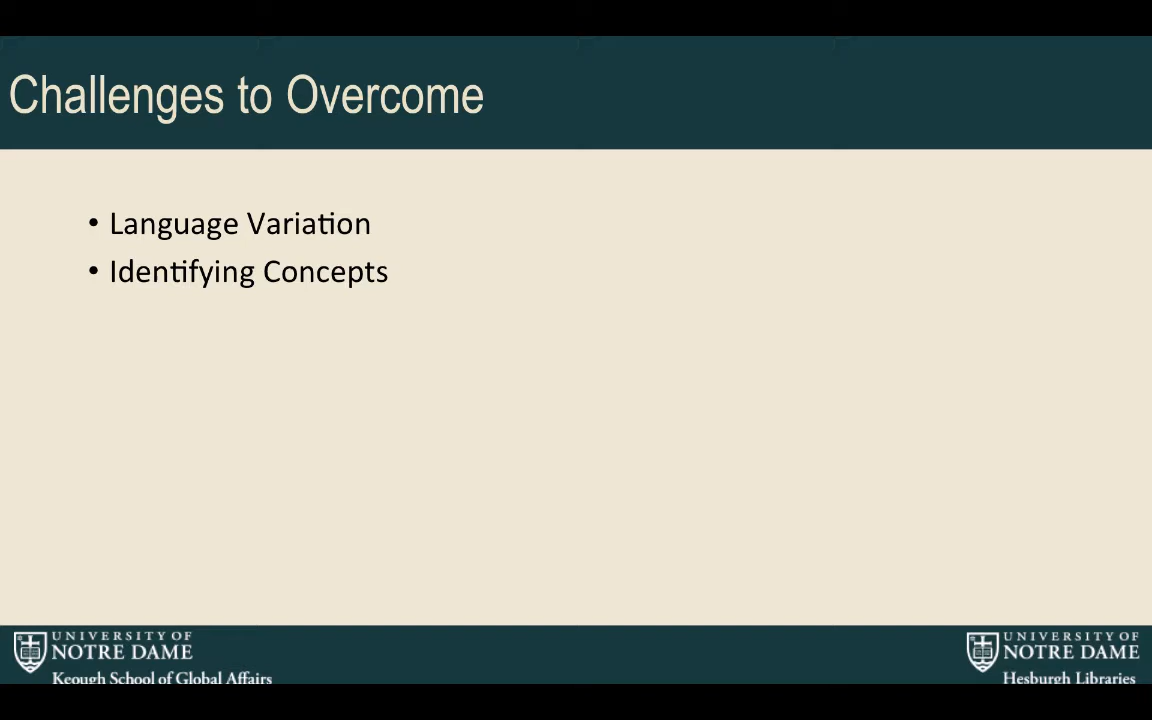 Challenges to Overcome
• Language Variation
• Identifying Concepts
UNIVERSITY OF
NOTRE DAME
Keough School of Global Affairs
UNIVERSITY OF
NOTRE DAME
Hesburgh Libraries